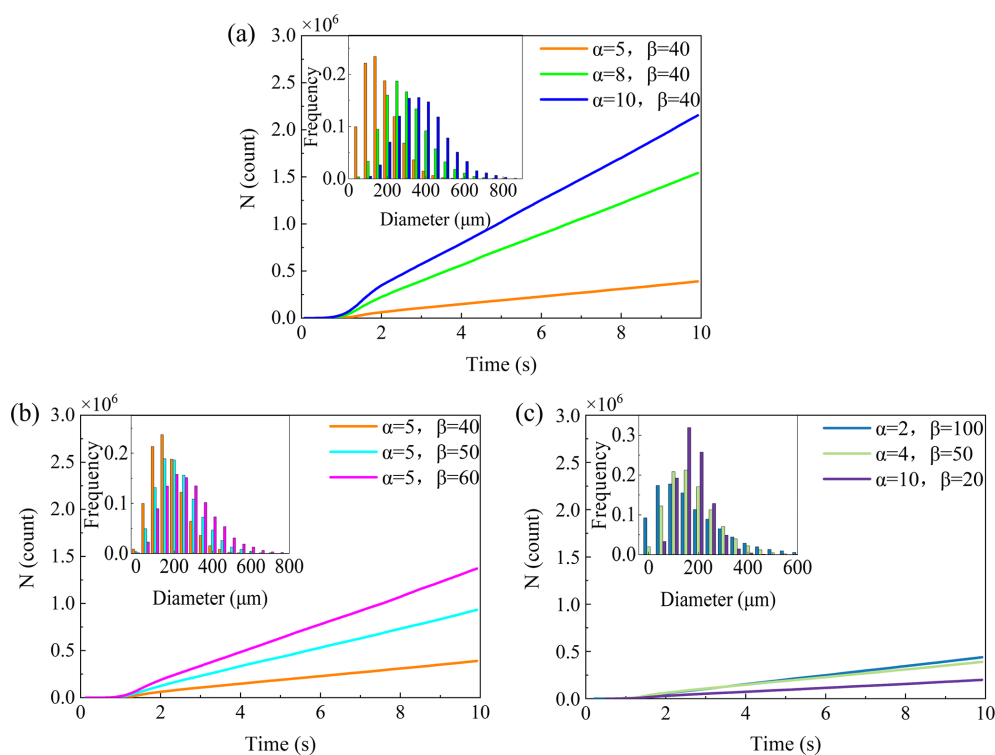 (a)
×10⁶
3.0
2.5
2.0
1.5
1.0
0.5
0.0
N (count)
0 2 4 6 8 10
Time (s)
α=5, β=40
α=8, β=40
α=10, β=40
Frequency
0.2
0.1
0.0
0 200 400 600 800
Diameter (μm)
(b)
×10⁶
3.0
2.5
2.0
1.5
1.0
0.5
0.0
N (count)
0 2 4 6 8 10
Time (s)
α=5, β=40
α=5, β=50
α=5, β=60
Frequency
0.2
0.1
0.0
0 200 400 600 800
Diameter (μm)
(c)
×10⁶
3.0
2.5
2.0
1.5
1.0
0.5
0.0
N (count)
0 2 4 6 8 10
Time (s)
α=2, β=100
α=4, β=50
α=10, β=20
Frequency
0.3
0.2
0.1
0.0
0 200 400 600
Diameter (μm)